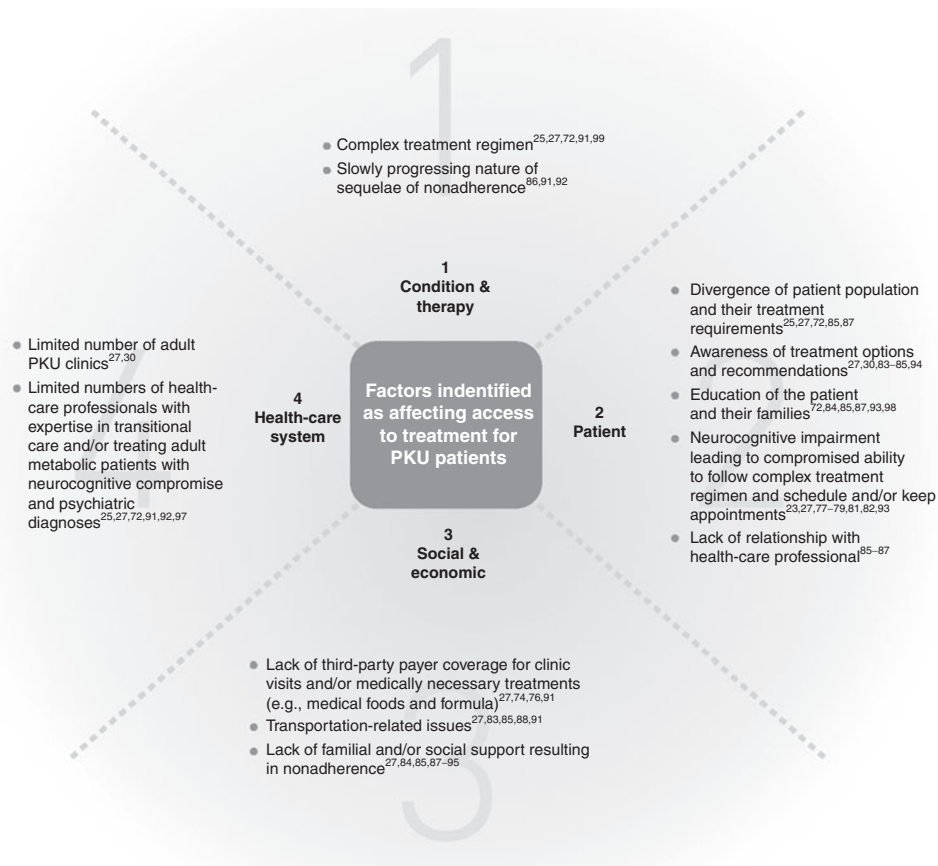 1
Complex treatment regimen25,27,72,91,99
Slowly progressing nature of
sequelae of nonadherence86,91,92
1
Condition &
therapy
Factors indentified
as affecting access
to treatment for
PKU patients
2
2
Patient
Divergence of patient population
and their treatment
requirements25,27,72,85,87
Awareness of treatment options
and recommendations27,30,83–85,94
Education of the patient
and their families72,84,85,87,93,98
Neurocognitive impairment
leading to compromised ability
to follow complex treatment
regimen and schedule and/or keep
appointments23,27,77–79,81,82,93
Lack of relationship with
health-care professional85–87
3
Social &
economic
Lack of third-party payer coverage for clinic
visits and/or medically necessary treatments
(e.g., medical foods and formula)27,74,76,91
Transportation-related issues27,83,85,88,91
Lack of familial and/or social support resulting
in nonadherence27,84,85,87–95
3
4
4
Health-care
system
Limited number of adult
PKU clinics27,30
Limited numbers of health-
care professionals with
expertise in transitional
care and/or treating adult
metabolic patients with
neurocognitive compromise
and psychiatric
diagnoses25,27,72,91,92,97